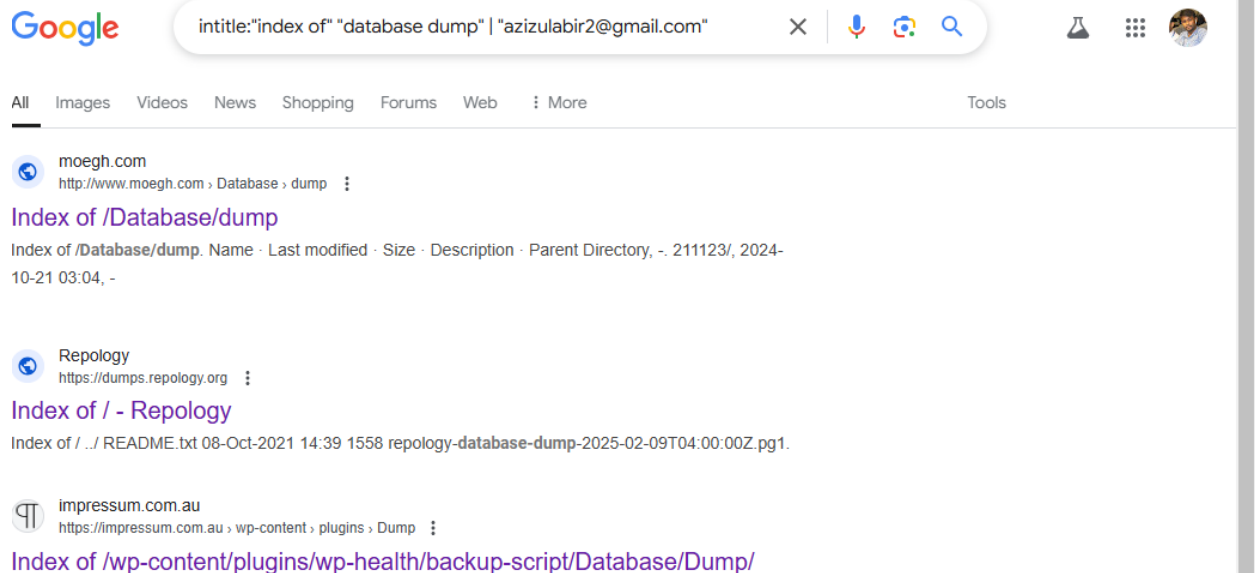 Google
intitle:"index of" "database dump" | "azizulabir2@gmail.com"
All Images Videos News Shopping Forums Web More Tools
moegh.com
http://www.moegh.com › Database › dump
Index of /Database/dump
Index of /Database/dump. Name · Last modified · Size · Description · Parent Directory, -. 211123/, 2024-
10-21 03:04, -
Repology
https://dumps.repology.org
Index of / - Repology
Index of / ../ README.txt 08-Oct-2021 14:39 1558 repology-database-dump-2025-02-09T04:00:00Z.pg1.
impressum.com.au
https://impressum.com.au › wp-content › plugins › Dump
Index of /wp-content/plugins/wp-health/backup-script/Database/Dump/